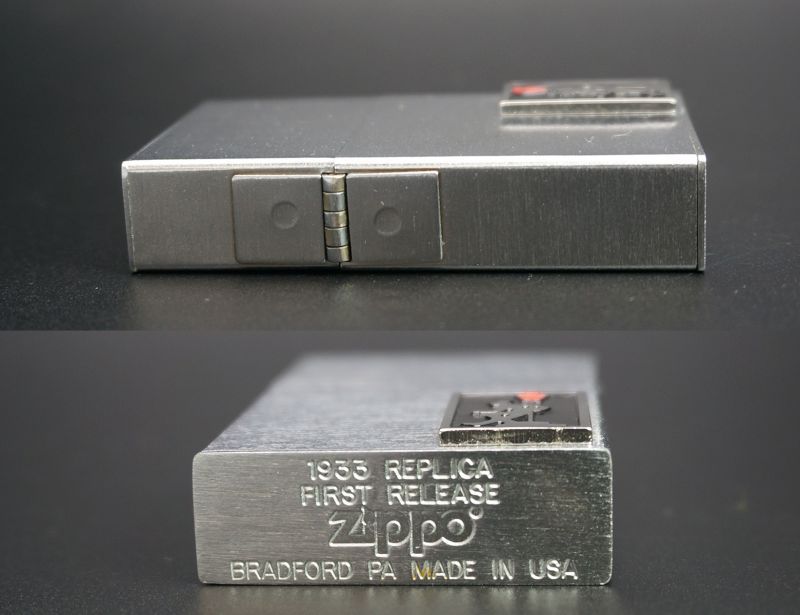 1933 REPLICA
FIRST RELEASE
Zippo
BRADFORD PA MADE IN USA